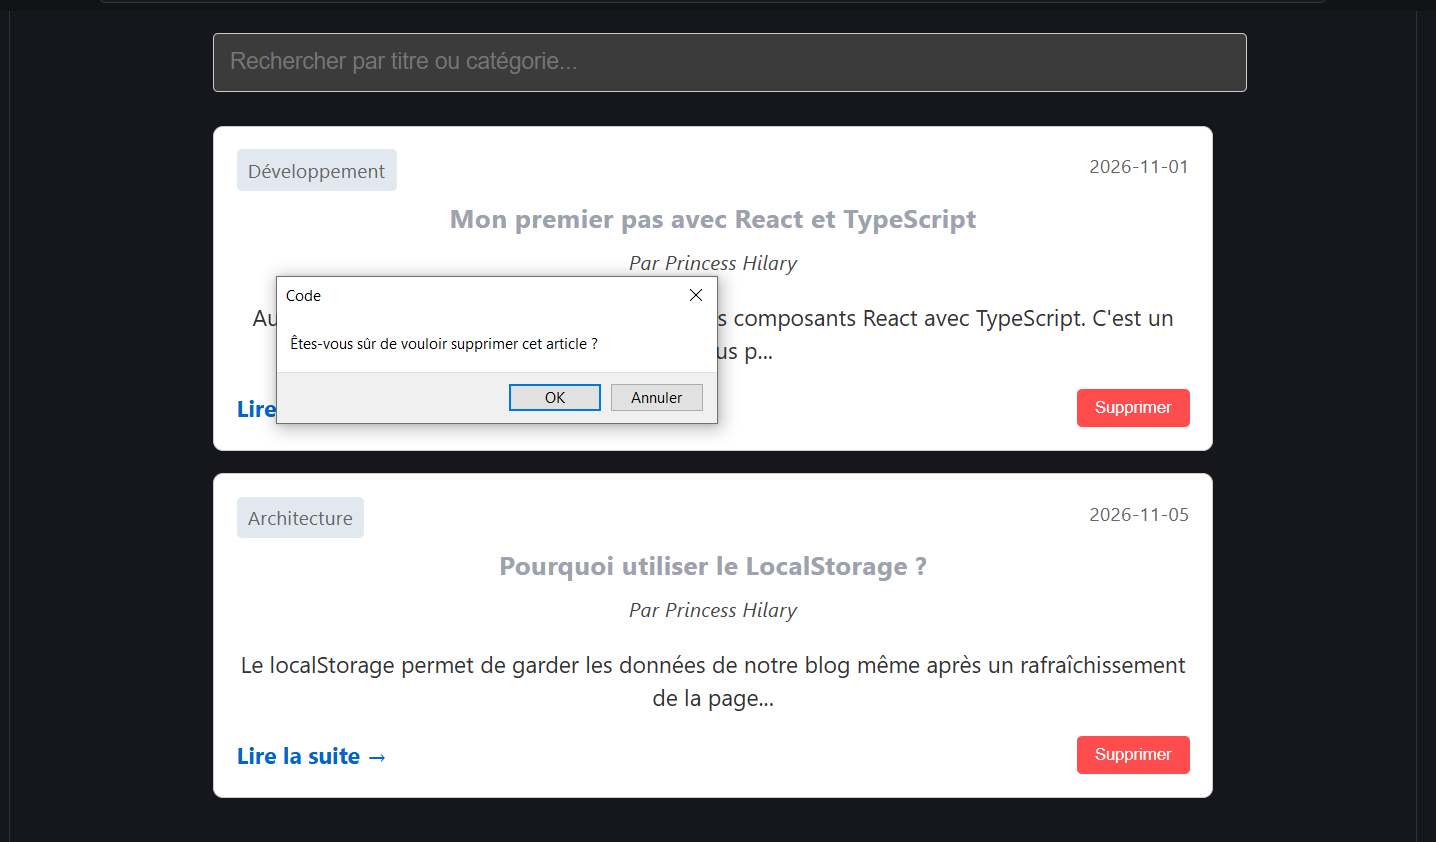 Rechercher par titre ou catégorie...
Développement
2026-11-01
Mon premier pas avec React et TypeScript
Par Princess Hilary
Au
s composants React avec TypeScript. C'est un
us p...
Code
Êtes-vous sûr de vouloir supprimer cet article ?
OK
Annuler
Lire
Supprimer
Architecture
2026-11-05
Pourquoi utiliser le LocalStorage ?
Par Princess Hilary
Le localStorage permet de garder les données de notre blog même après un rafraîchissement
de la page...
Lire la suite →
Supprimer